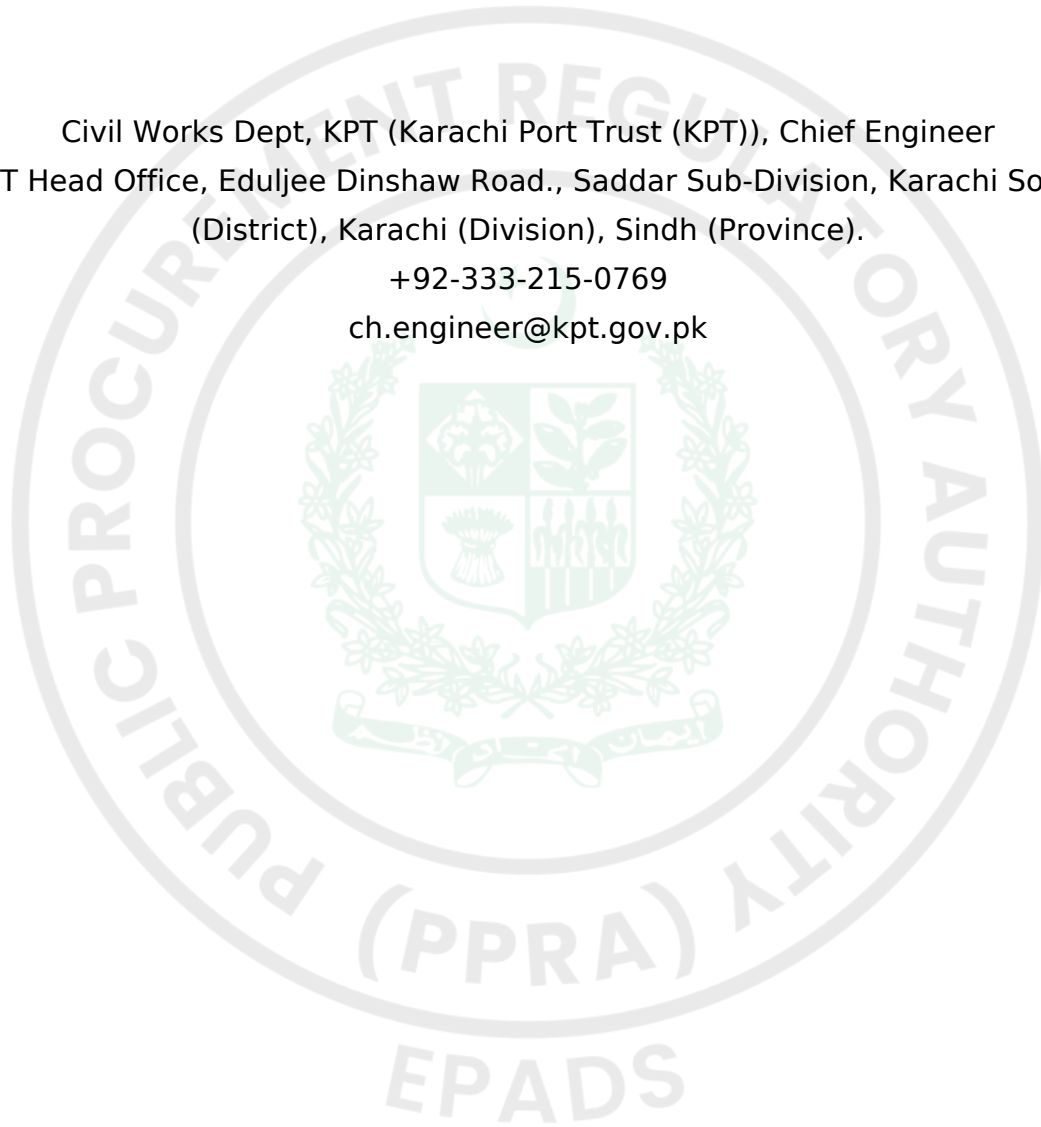 Civil Works Dept, KPT (Karachi Port Trust (KPT)), Chief Engineer
T Head Office, Eduljee Dinshaw Road., Saddar Sub-Division, Karachi So
(District), Karachi (Division), Sindh (Province).
+92-333-215-0769
ch.engineer@kpt.gov.pk
PUBLIC PROCUREMENT REGULATORY AUTHORITY
(PPRA)
EPADS